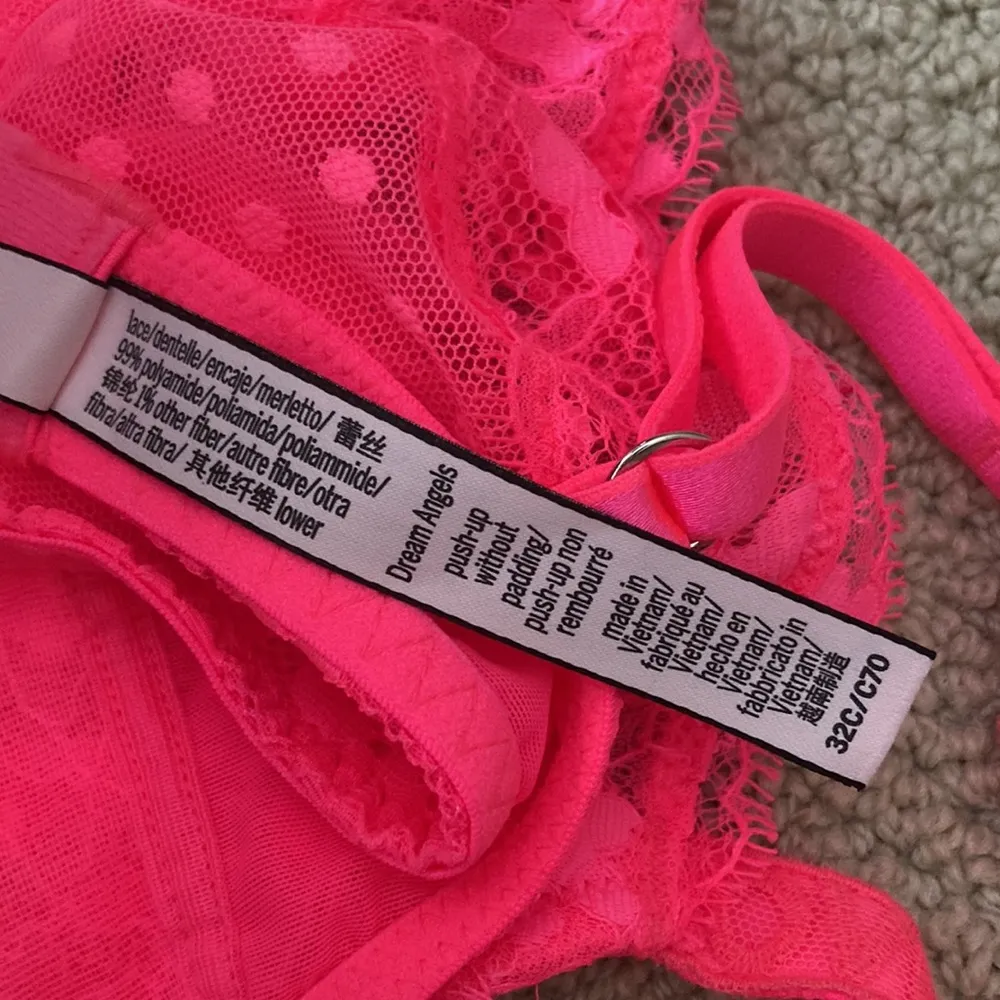 lace/dentelle/encaje/merletto/ 蕾丝
99% polyamide/poliamida/poliammide/
锦纶 1% other fiber/autre fibre/otra
fibra/altra fibra/ 其他纤维 lower
Dream Angels
push-up
without
padding/
push-up non
rembourré
made in
Vietnam/
fabriqué au
Vietnam/
hecho en
Vietnam/
fabbricato in
Vietnam/
越南制造
32C/C70